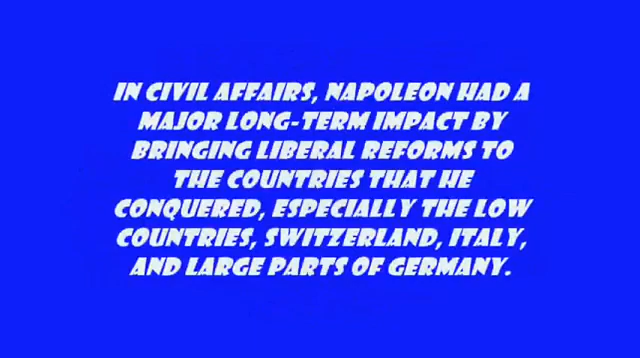 IN CIVIL AFFAIRS, NAPOLEON HAD A
MAJOR LONG-TERM IMPACT BY
BRINGING LIBERAL REFORMS TO
THE COUNTRIES THAT HE
CONQUERED, ESPECIALLY THE LOW
COUNTRIES, SWITZERLAND, ITALY,
AND LARGE PARTS OF GERMANY.